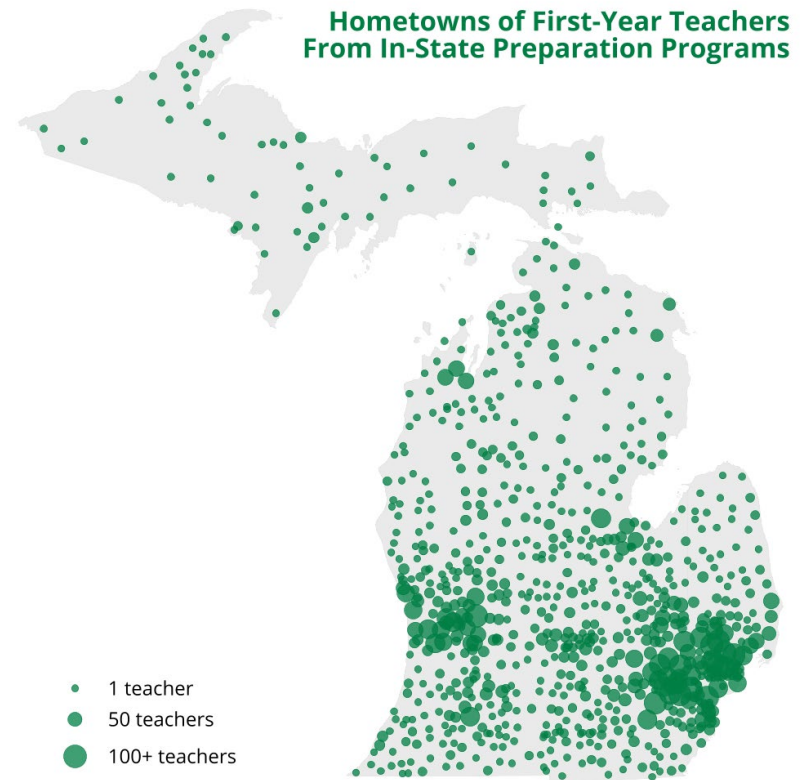 Hometowns of First-Year Teachers
From In-State Preparation Programs
1 teacher
50 teachers
100+ teachers